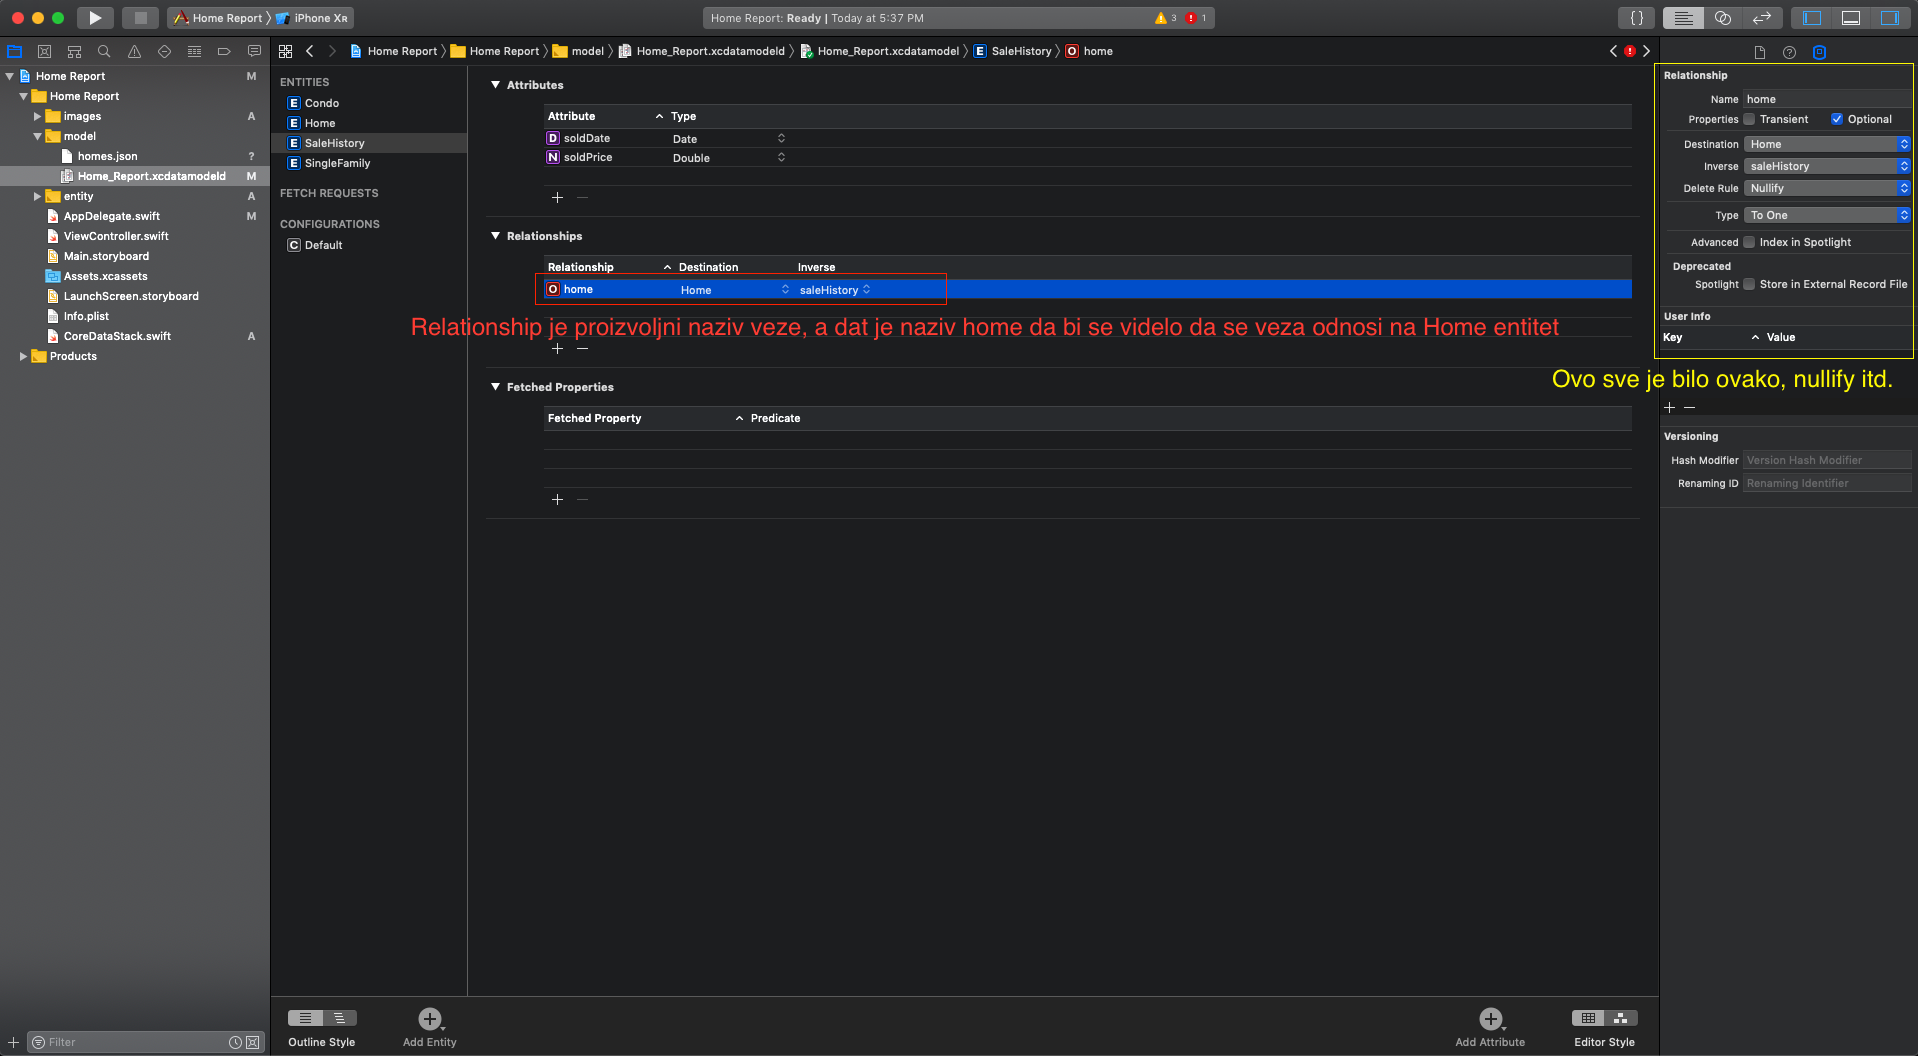 Home Report
iPhone XR
Home Report: Ready | Today at 5:37 PM
3
1
{ }
Home Report
Home Report
model
Home_Report.xcdatamodeld
Home_Report.xcdatamodel
E SaleHistory
O home
Home Report M
Home Report
images A
model
homes.json ?
Home_Report.xcdatamodeld M
entity A
AppDelegate.swift M
ViewController.swift
Main.storyboard
Assets.xcassets
LaunchScreen.storyboard
Info.plist
CoreDataStack.swift A
Products
Filter
ENTITIES
E Condo
E Home
E SaleHistory
E SingleFamily
FETCH REQUESTS
CONFIGURATIONS
C Default
Attributes
Attribute Type
D soldDate Date
N soldPrice Double
Relationships
Relationship Destination Inverse
O home Home saleHistory
Relationship je proizvoljni naziv veze, a dat je naziv home da bi se videlo da se veza odnosi na Home entitet
Fetched Properties
Fetched Property Predicate
Outline Style
Add Entity
Add Attribute
Editor Style
Relationship
Name home
Properties Transient Optional
Destination Home
Inverse saleHistory
Delete Rule Nullify
Type To One
Advanced Index in Spotlight
Deprecated
Spotlight Store in External Record File
User Info
Key Value
Ovo sve je bilo ovako, nullify itd.
Versioning
Hash Modifier Version Hash Modifier
Renaming ID Renaming Identifier